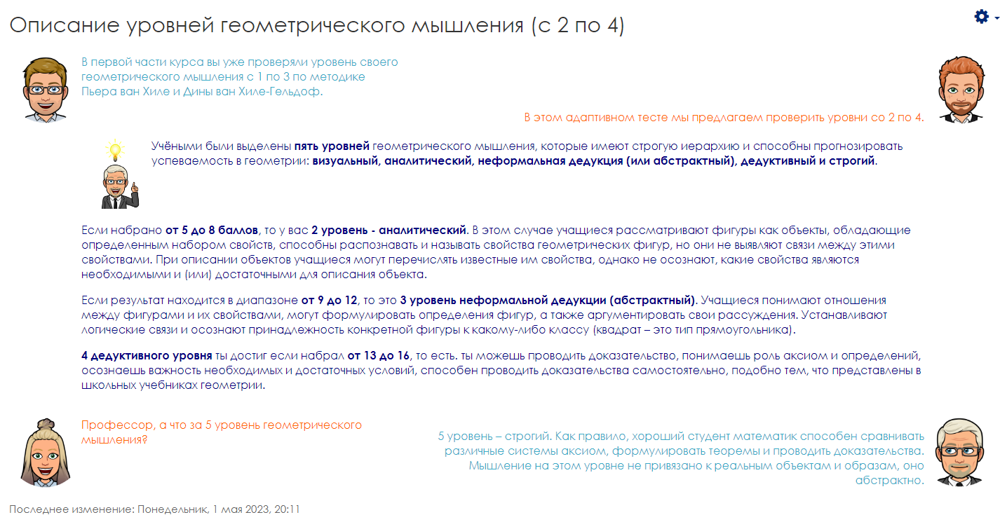 Описание уровней геометрического мышления (с 2 по 4)
В первой части курса вы уже проверяли уровень своего
геометрического мышления с 1 по 3 по методике
Пьера ван Хиле и Дины ван Хиле-Гельдоф.
В этом адаптивном тесте мы предлагаем проверить уровни со 2 по 4.
Учёными были выделены пять уровней геометрического мышления, которые имеют строгую иерархию и способны прогнозировать
успеваемость в геометрии: визуальный, аналитический, неформальная дедукция (или абстрактный), дедуктивный и строгий.
Если набрано от 5 до 8 баллов, то у вас 2 уровень - аналитический. В этом случае учащиеся рассматривают фигуры как объекты, обладающие
определенным набором свойств, способны распознавать и называть свойства геометрических фигур, но они не выявляют связи между этими
свойствами. При описании объектов учащиеся могут перечислять известные им свойства, однако не осознают, какие свойства являются
необходимыми и (или) достаточными для описания объекта.
Если результат находится в диапазоне от 9 до 12, то это 3 уровень неформальной дедукции (абстрактный). Учащиеся понимают отношения
между фигурами и их свойствами, могут формулировать определения фигур, а также аргументировать свои рассуждения. Устанавливают
логические связи и осознают принадлежность конкретной фигуры к какому-либо классу (квадрат – это тип прямоугольника).
4 дедуктивного уровня ты достиг если набрал от 13 до 16, то есть. ты можешь проводить доказательство, понимаешь роль аксиом и определений,
осознаешь важность необходимых и достаточных условий, способен проводить доказательства самостоятельно, подобно тем, что представлены в
школьных учебниках геометрии.
Профессор, а что за 5 уровень геометрического
мышления?
5 уровень – строгий. Как правило, хороший студент математик способен сравнивать
различные системы аксиом, формулировать теоремы и проводить доказательства.
Мышление на этом уровне не привязано к реальным объектам и образам, оно
абстрактно.
Последнее изменение: Понедельник, 1 мая 2023, 20:11